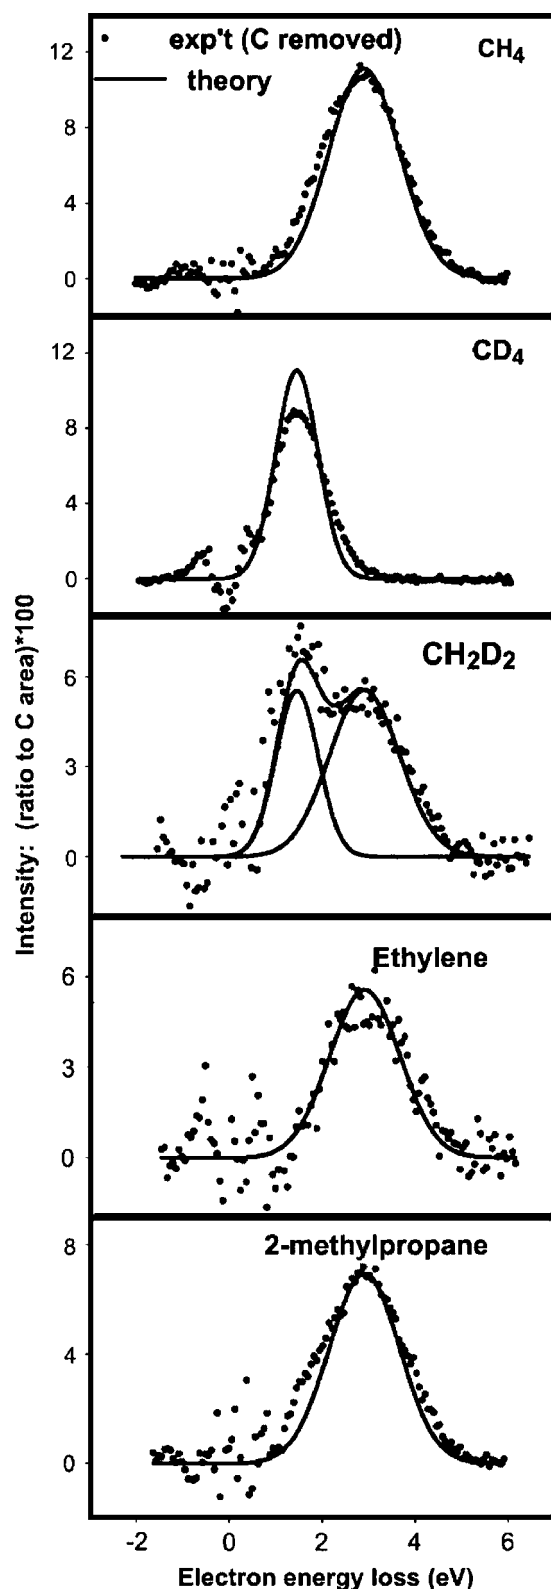 12
exp't (C removed)
CH4
theory
8
4
0
12
CD4
8
4
0
CH2D2
6
3
0
Intensity: (ratio to C area)*100
Ethylene
6
3
0
2-methylpropane
8
4
0
-2 0 2 4 6
Electron energy loss (eV)